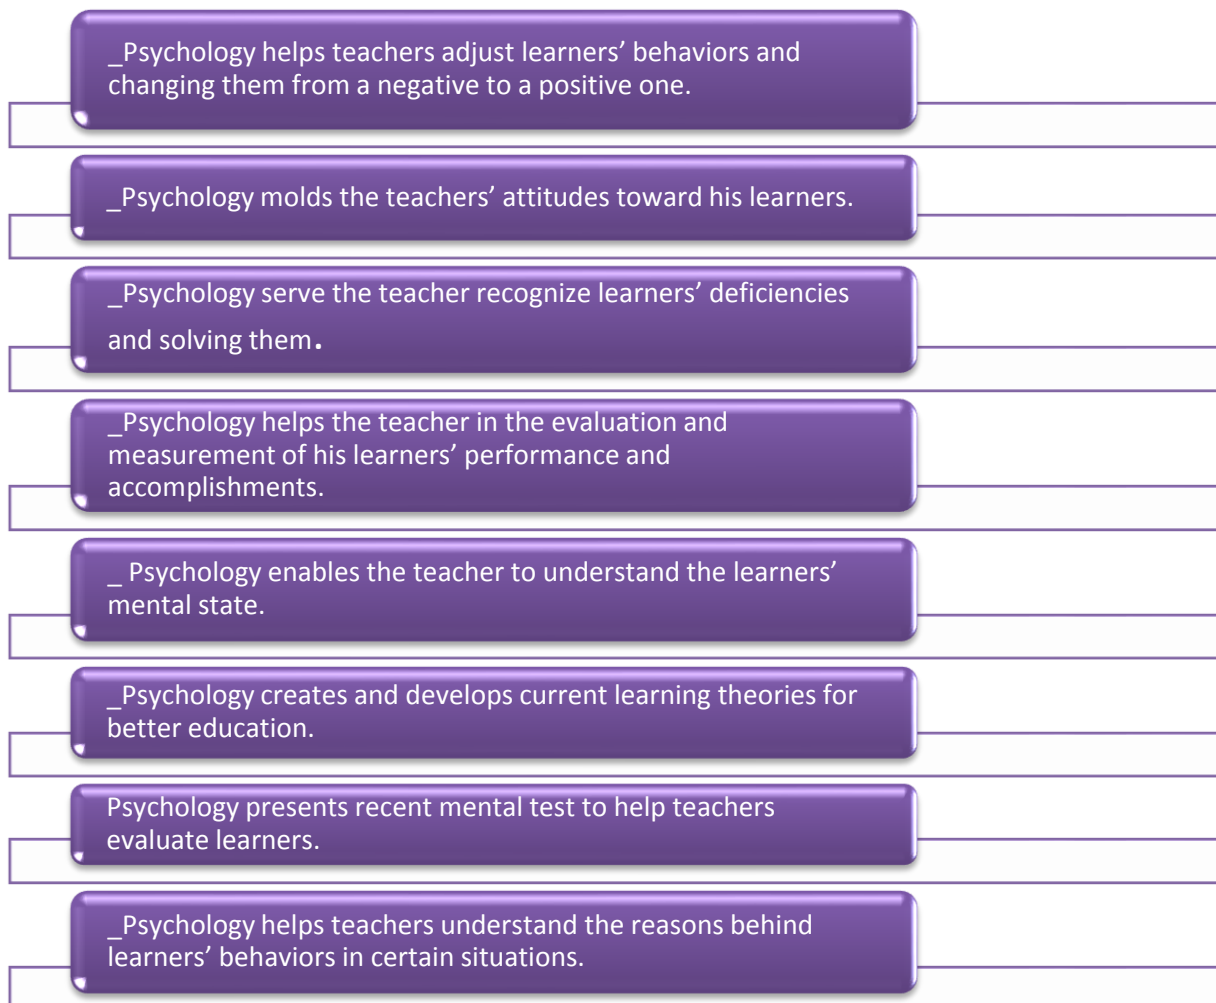 _Psychology helps teachers adjust learners’ behaviors and
changing them from a negative to a positive one.
_Psychology molds the teachers’ attitudes toward his learners.
_Psychology serve the teacher recognize learners’ deficiencies
and solving them.
_Psychology helps the teacher in the evaluation and
measurement of his learners’ performance and
accomplishments.
_ Psychology enables the teacher to understand the learners’
mental state.
_Psychology creates and develops current learning theories for
better education.
Psychology presents recent mental test to help teachers
evaluate learners.
_Psychology helps teachers understand the reasons behind
learners’ behaviors in certain situations.